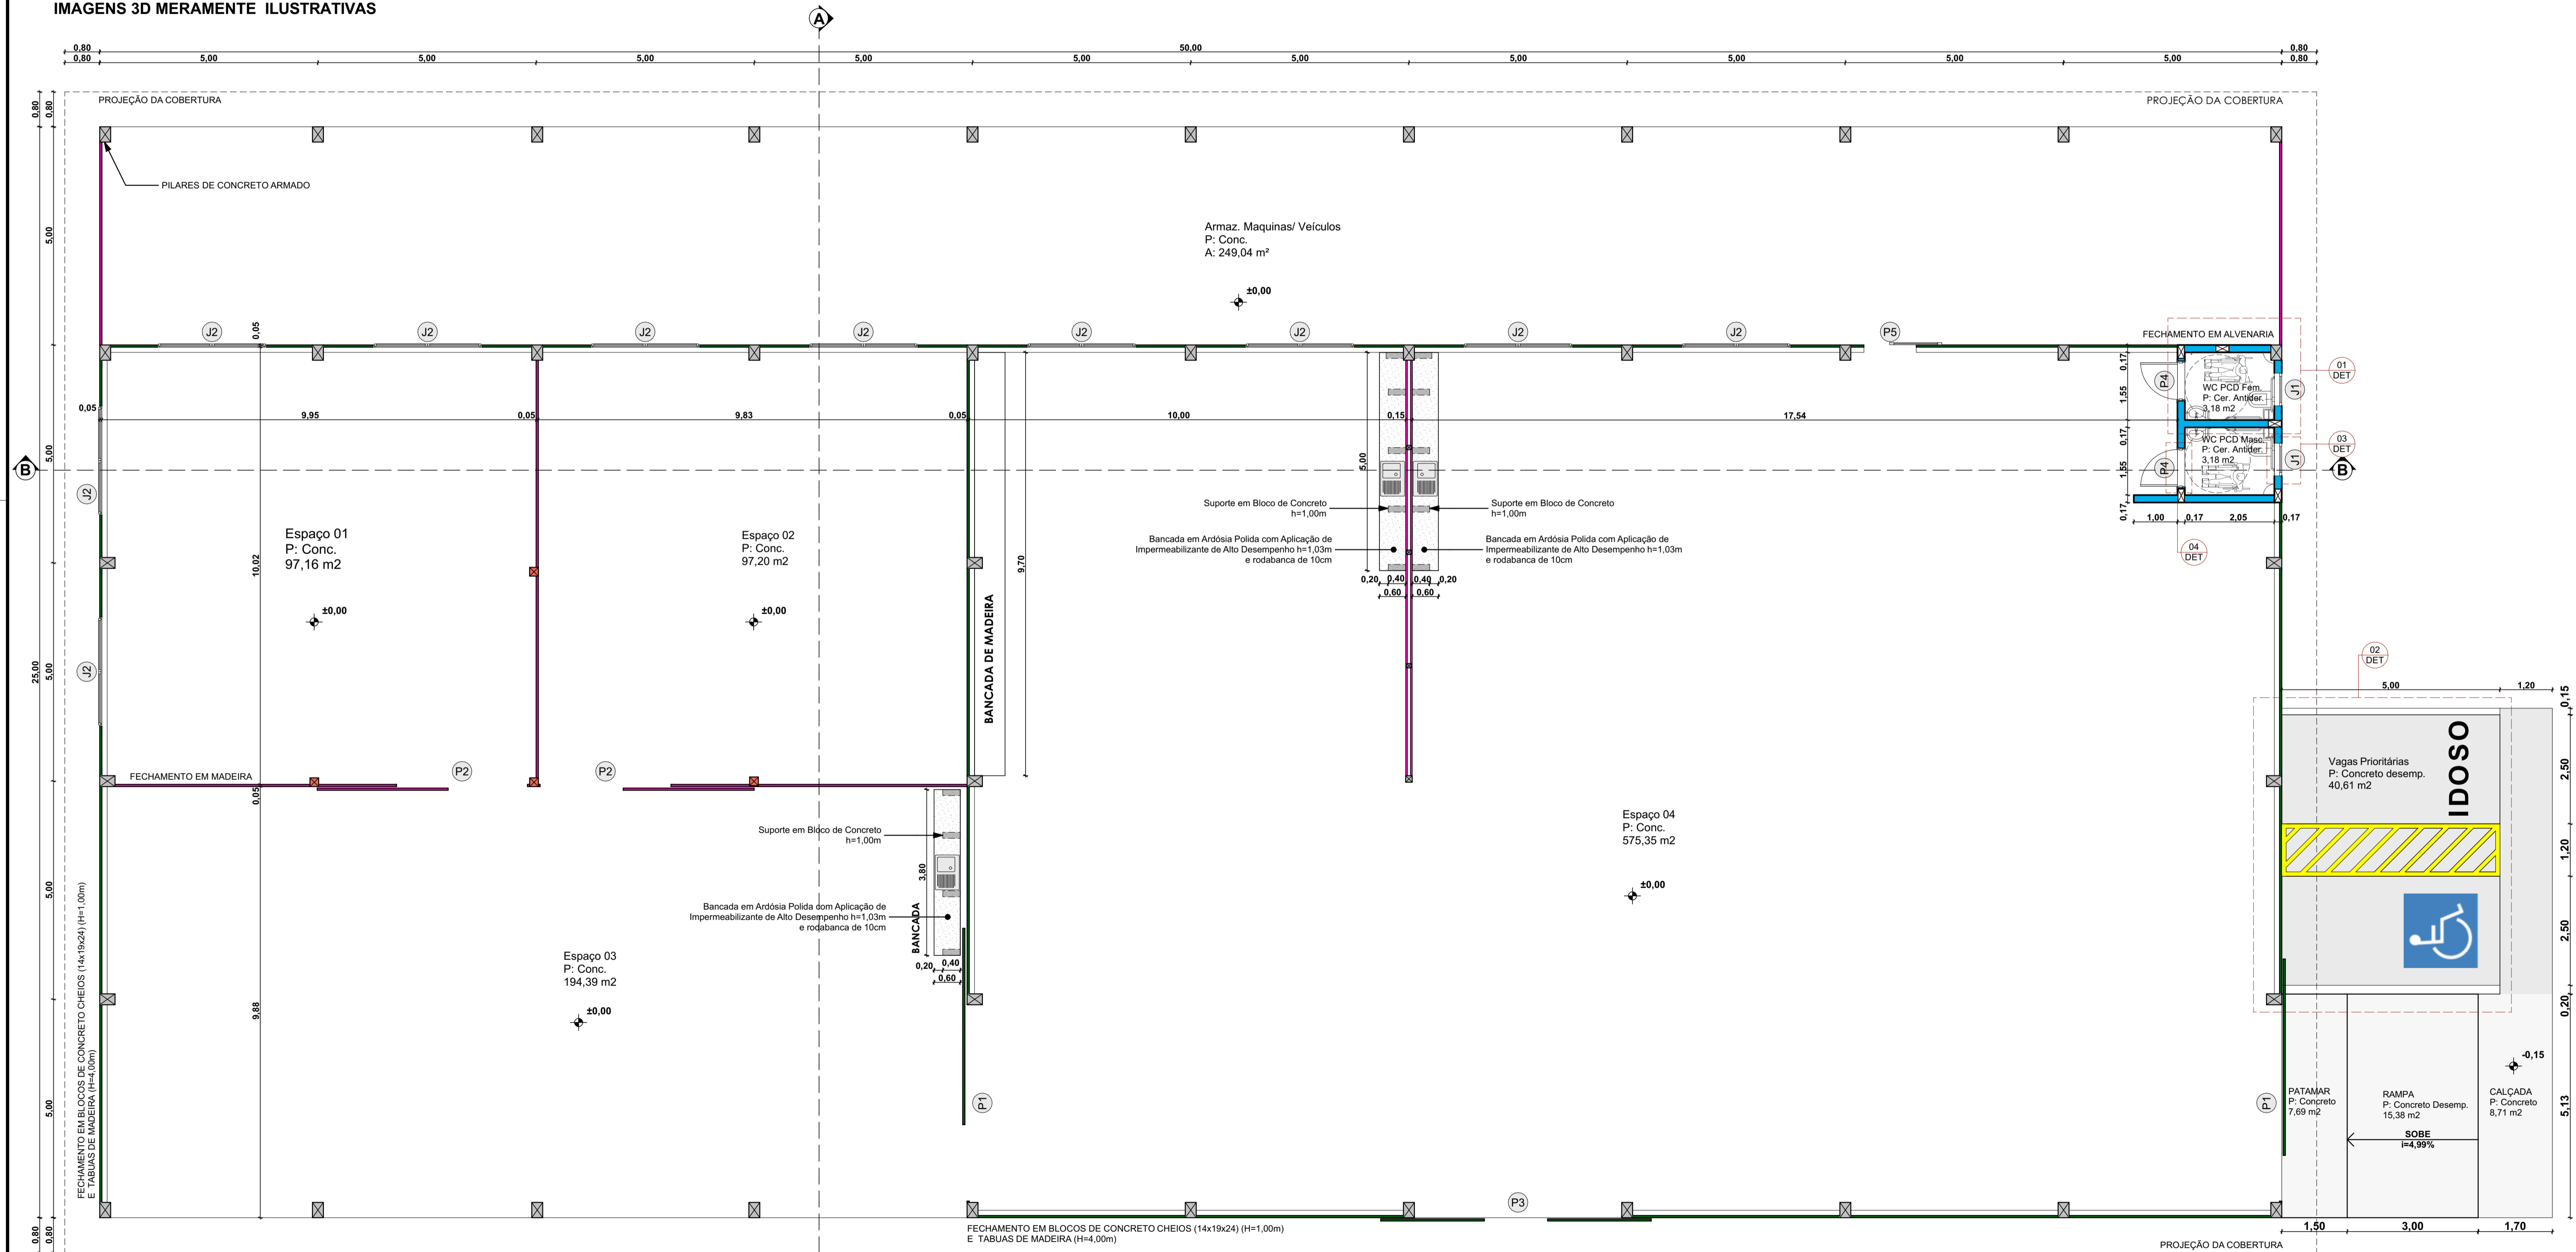 IMAGENS 3D MERAMENTE ILUSTRATIVAS
A
0,80
50,00
0,80
0,80
5,00
5,00
5,00
5,00
5,00
5,00
5,00
5,00
5,00
5,00
0,80
0,80
0,80
PROJEÇÃO DA COBERTURA
PROJEÇÃO DA COBERTURA
PILARES DE CONCRETO ARMADO
5,00
Armaz. Maquinas/ Veículos
P: Conc.
A: 249,04 m²
±0,00
J2
J2
J2
J2
J2
J2
J2
J2
P5
0,05
FECHAMENTO EM ALVENARIA
01
DET
0,17
P4
WC PCD Fem.
P: Cer. Antider.
3,18 m2
J1
1,55
0,05
9,95
0,05
9,83
0,05
10,00
0,15
17,54
0,17
WC PCD Masc.
P: Cer. Antider.
3,18 m2
P4
J1
03
DET
1,55
B
B
5,00
5,00
J2
0,17
1,00
0,17
2,05
0,17
04
DET
Suporte em Bloco de Concreto
h=1,00m
Suporte em Bloco de Concreto
h=1,00m
Bancada em Ardósia Polida com Aplicação de
Impermeabilizante de Alto Desempenho h=1,03m
e rodabanca de 10cm
Bancada em Ardósia Polida com Aplicação de
Impermeabilizante de Alto Desempenho h=1,03m
e rodabanca de 10cm
0,20
0,40
0,40
0,20
0,60
0,60
Espaço 01
P: Conc.
97,16 m2
±0,00
10,02
Espaço 02
P: Conc.
97,20 m2
±0,00
9,70
BANCADA DE MADEIRA
25,00
5,00
J2
02
DET
5,00
1,20
0,15
FECHAMENTO EM MADEIRA
P2
P2
0,05
Vagas Prioritárias
P: Concreto desemp.
40,61 m2
IDOSO
2,50
Espaço 04
P: Conc.
575,35 m2
±0,00
Suporte em Bloco de Concreto
h=1,00m
3,80
1,20
5,00
Bancada em Ardósia Polida com Aplicação de
Impermeabilizante de Alto Desempenho h=1,03m
e rodabanca de 10cm
BANCADA
2,50
0,20
0,40
0,60
Espaço 03
P: Conc.
194,39 m2
±0,00
9,88
0,20
FECHAMENTO EM BLOCOS DE CONCRETO CHEIOS (14x19x24) (H=1,00m)
E TABUAS DE MADEIRA (H=4,00m)
5,00
P1
P1
PATAMAR
P: Concreto
7,69 m2
RAMPA
P: Concreto Desemp.
15,38 m2
SOBE
i=4,99%
-0,15
CALÇADA
P: Concreto
8,71 m2
5,13
P3
FECHAMENTO EM BLOCOS DE CONCRETO CHEIOS (14x19x24) (H=1,00m)
E TABUAS DE MADEIRA (H=4,00m)
0,80
0,80
1,50
3,00
1,70
PROJEÇÃO DA COBERTURA